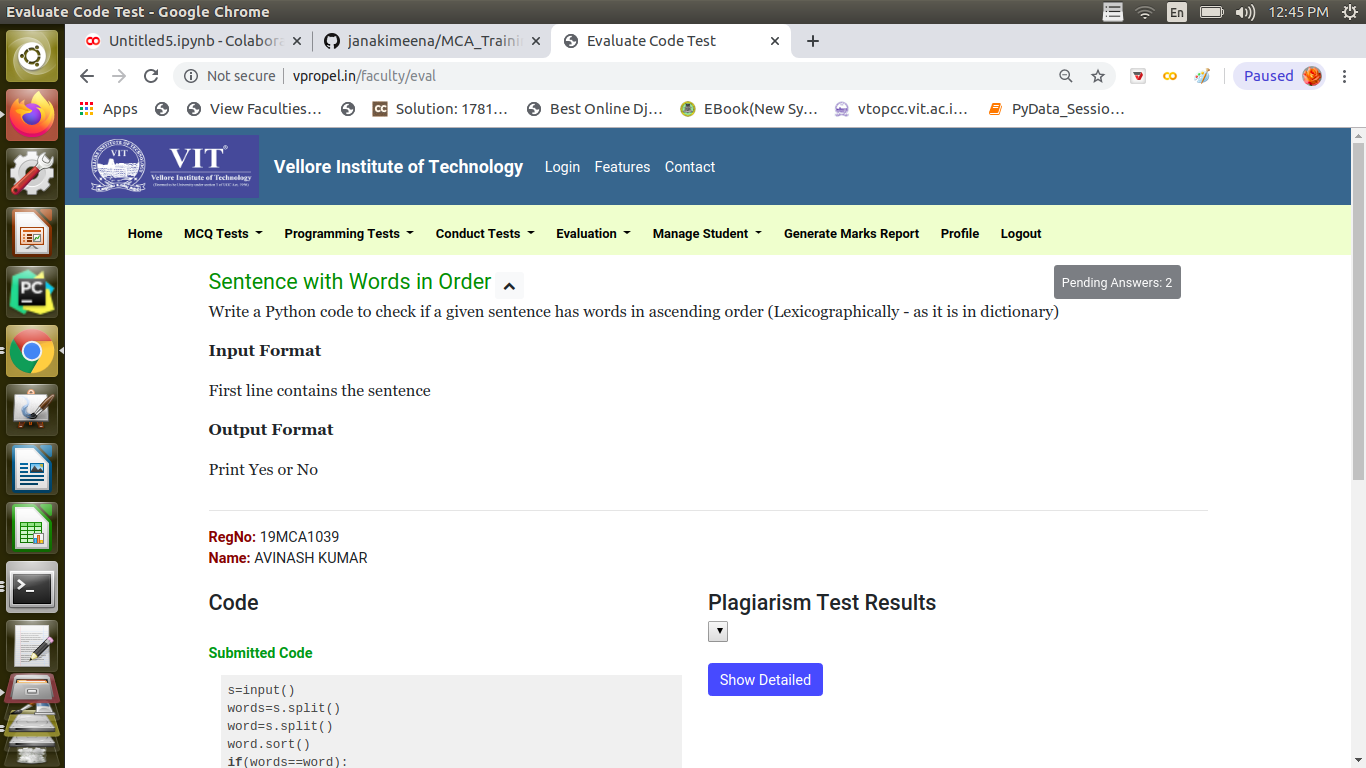 Evaluate Code Test - Google Chrome
En
12:45 PM
Untitled5.ipynb - Colabora
janakimeena/MCA_Traini
Evaluate Code Test
Not secure
vpropel.in/faculty/eval
Paused
Apps
View Faculties...
CC Solution: 1781...
Best Online Dj...
EBook(New Sy...
vtopcc.vit.ac.i...
PyData_Sessio...
VIT
VIT®
Vellore Institute of Technology
Vellore Institute of Technology
Login
Features
Contact
Home
MCQ Tests
Programming Tests
Conduct Tests
Evaluation
Manage Student
Generate Marks Report
Profile
Logout
Sentence with Words in Order
Pending Answers: 2
Write a Python code to check if a given sentence has words in ascending order (Lexicographically - as it is in dictionary)
Input Format
First line contains the sentence
Output Format
Print Yes or No
RegNo: 19MCA1039
Name: AVINASH KUMAR
Code
Plagiarism Test Results
Submitted Code
Show Detailed
s=input()
words=s.split()
word=s.split()
word.sort()
if(words==word):
PC